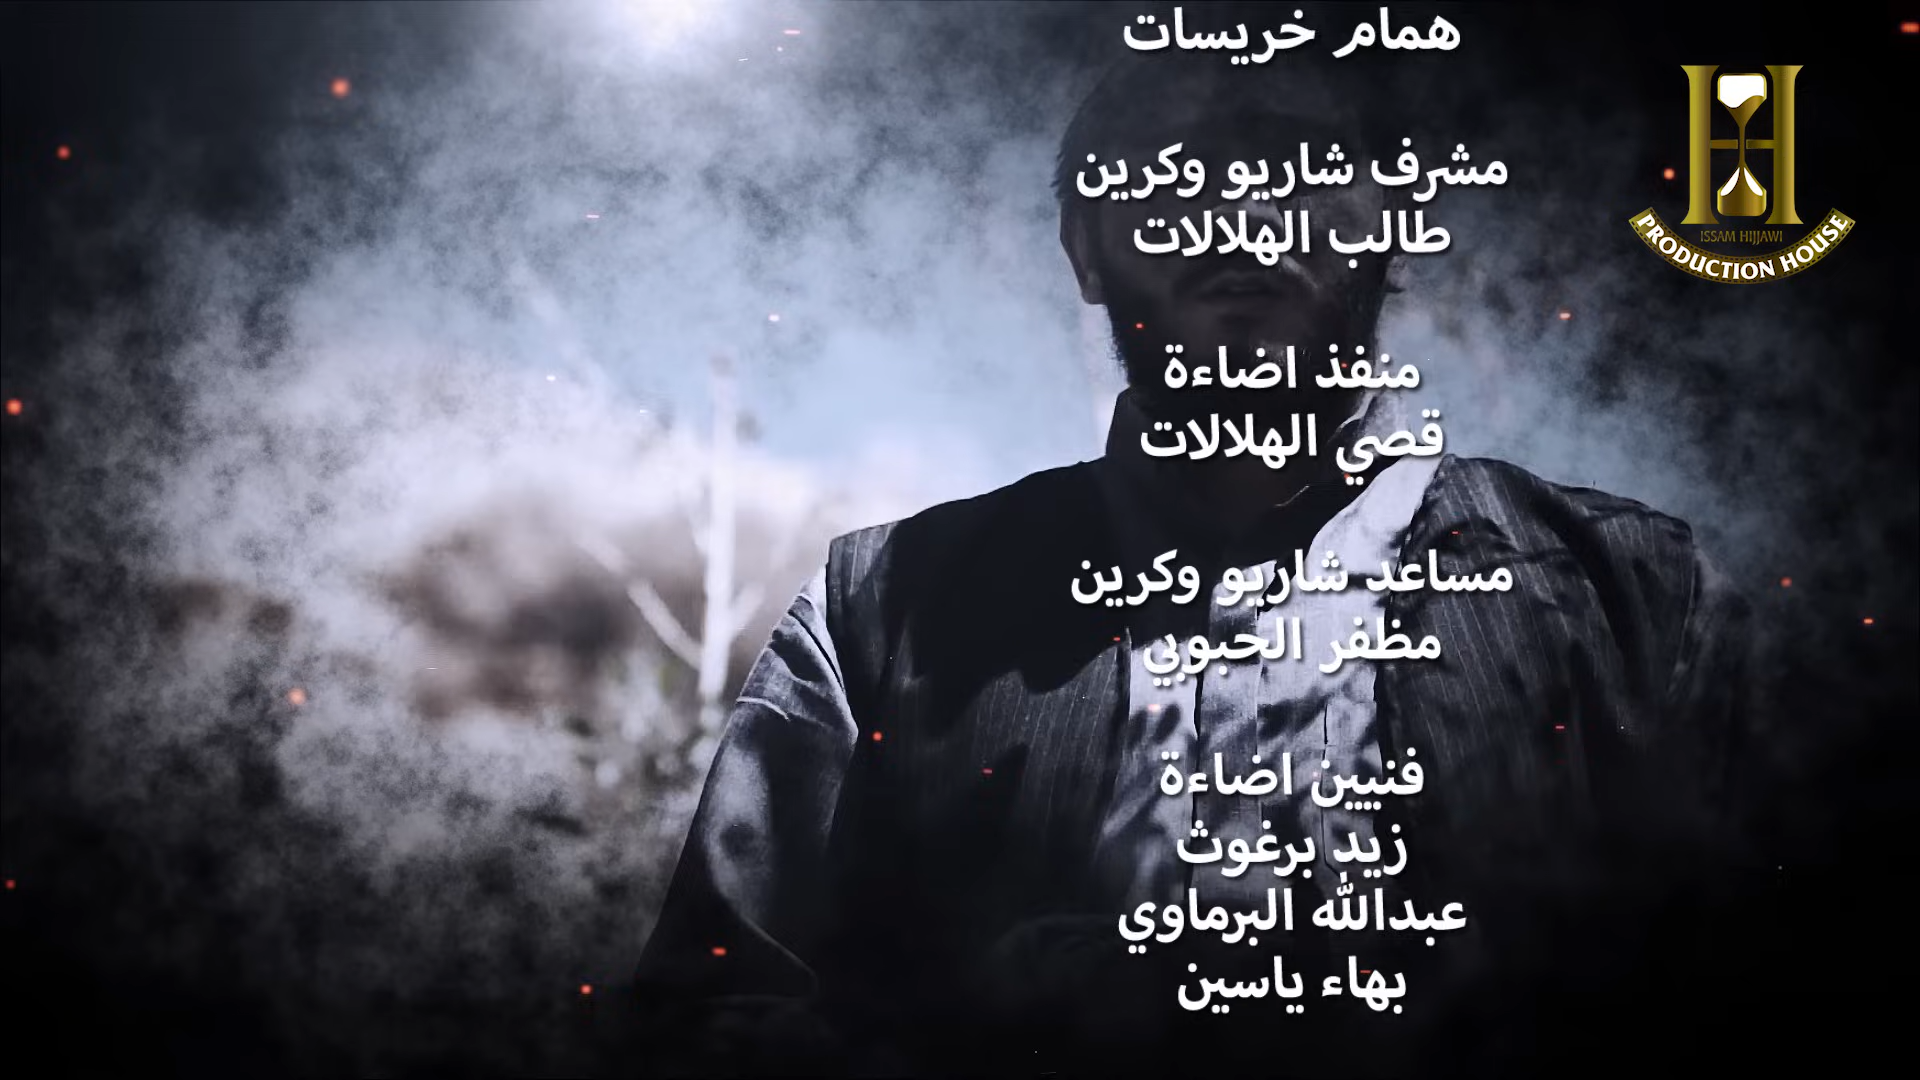 همام خريسات
مشرف شاريو وكرين
طالب الهلالات
منفذ اضاءة
قصي الهلالات
مساعد شاريو وكرين
مظفر الحبوبي
فنيين اضاءة
زيد برغوث
عبدالله البرماوي
بهاء ياسين
ISSAM HIJJAWI
PRODUCTION HOUSE